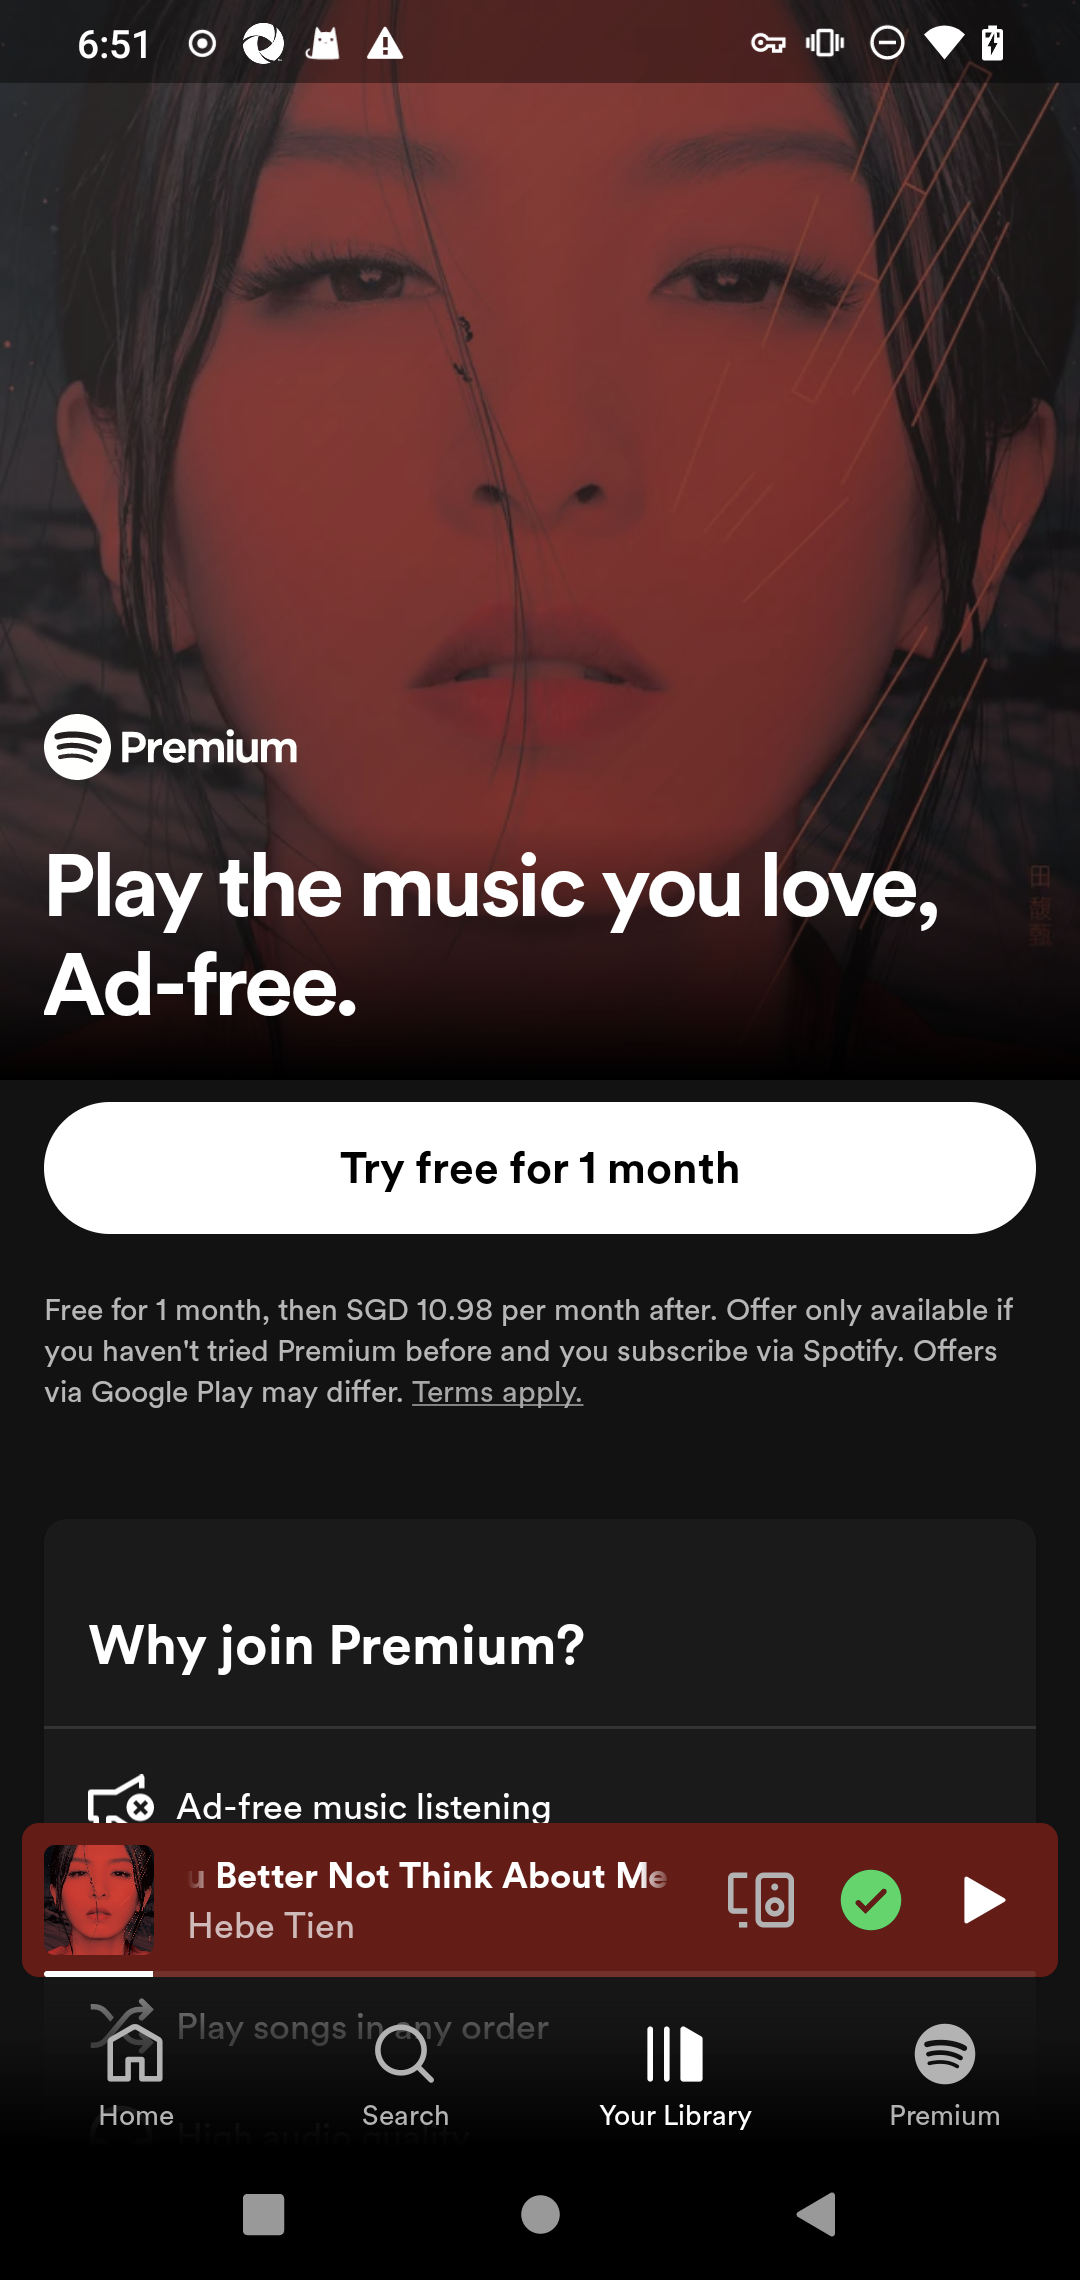 6:51
Premium
Play the music you love,
Ad-free.
田
馥
甄
Try free for 1 month
Free for 1 month, then SGD 10.98 per month after. Offer only available if
you haven't tried Premium before and you subscribe via Spotify. Offers
via Google Play may differ. Terms apply.
Why join Premium?
Ad-free music listening
u Better Not Think About Me
Hebe Tien
Play songs in any order
High audio quality
Home
Search
Your Library
Premium